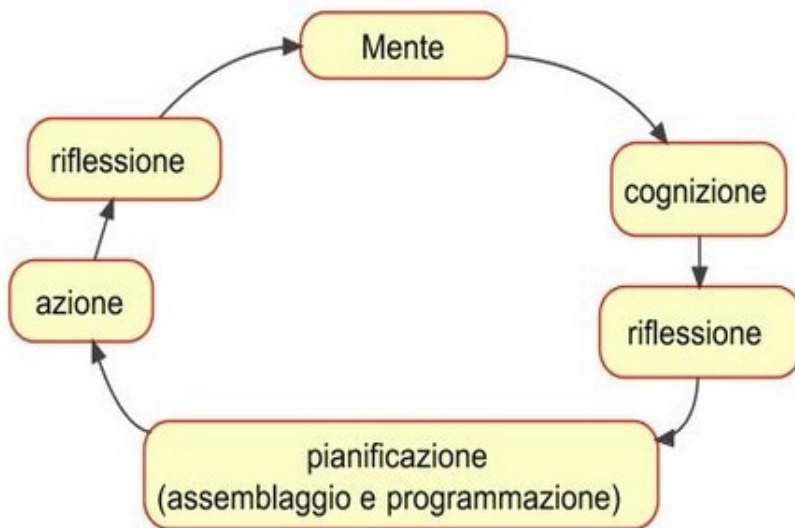 Mente
cognizione
riflessione
pianificazione
(assemblaggio e programmazione)
azione
riflessione